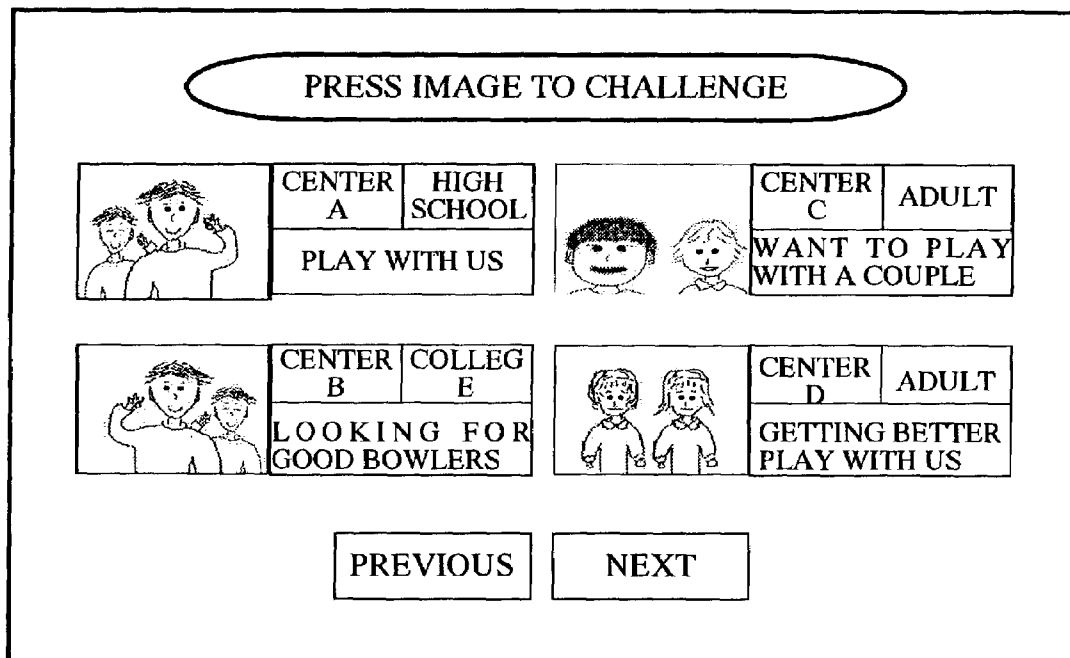 PRESS IMAGE TO CHALLENGE
CENTER
A
HIGH
SCHOOL
PLAY WITH US
CENTER
C
ADULT
WANT TO PLAY
WITH A COUPLE
CENTER
B
COLLEG
E
LOOKING FOR
GOOD BOWLERS
CENTER
D
ADULT
GETTING BETTER
PLAY WITH US
PREVIOUS
NEXT